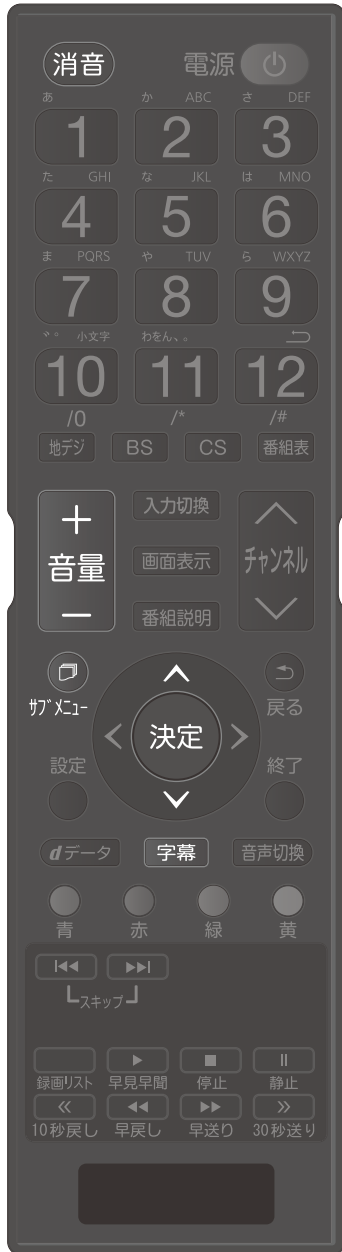 消音 電源
あ か ABC さ DEF
1 2 3
た GHI な JKL は MNO
4 5 6
ま PQRS や TUV ら WXYZ
7 8 9
゛゜ 小文字 わをん、。
10 11 12
/0 /* /#
地デジ BS CS 番組表
+ 入力切換
音量 画面表示 チャンネル
− 番組説明
サブメニュー 戻る
決定
設定 終了
dデータ 字幕 音声切換
青 赤 緑 黄
スキップ
録画リスト 早見早聞 停止 静止
10秒戻し 早戻し 早送り 30秒送り